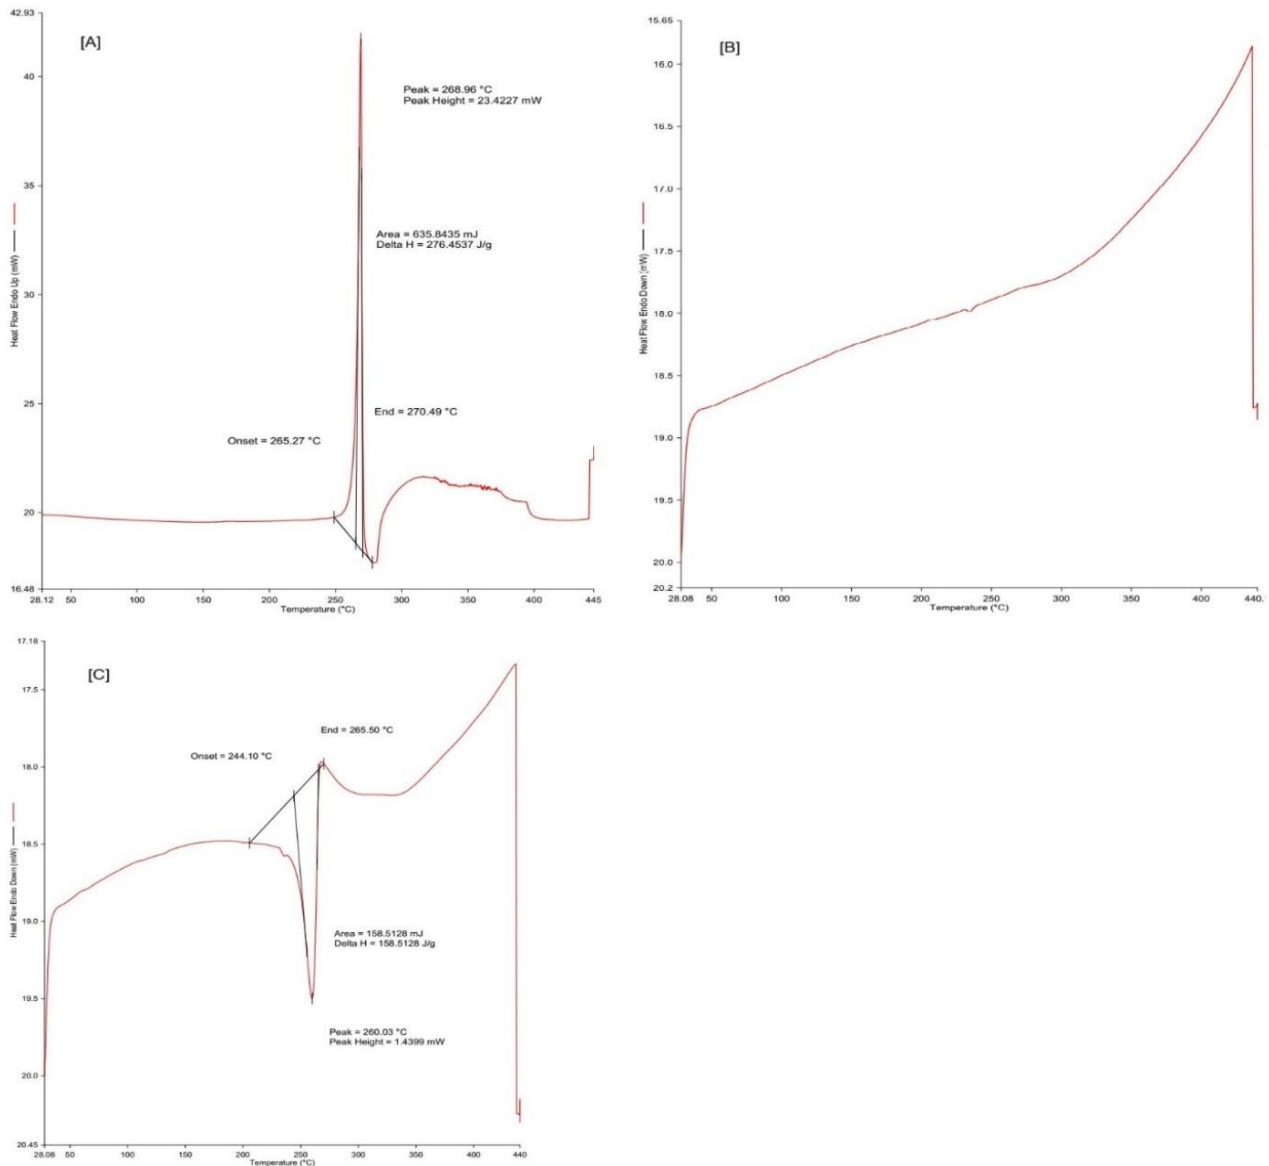 [A]
42.93
40
35
30
25
20
16.48
Heat Flow Endo Up (mW)
Peak = 268.96 °C
Peak Height = 23.4227 mW
Area = 635.8435 mJ
Delta H = 276.4537 J/g
End = 270.49 °C
Onset = 265.27 °C
28.12 50 100 150 200 250 300 350 400 445
Temperature (°C)
[B]
15.65
16.0
16.5
17.0
17.5
18.0
18.5
19.0
19.5
20.0
20.2
Heat Flow Endo Down (mW)
28.08 50 100 150 200 250 300 350 400 440.
Temperature (°C)
[C]
17.18
17.5
18.0
18.5
19.0
19.5
20.0
20.45
Heat Flow Endo Down (mW)
End = 265.50 °C
Onset = 244.10 °C
Area = 158.5128 mJ
Delta H = 158.5128 J/g
Peak = 260.03 °C
Peak Height = 1.4399 mW
28.08 50 100 150 200 250 300 350 400 440
Temperature (°C)